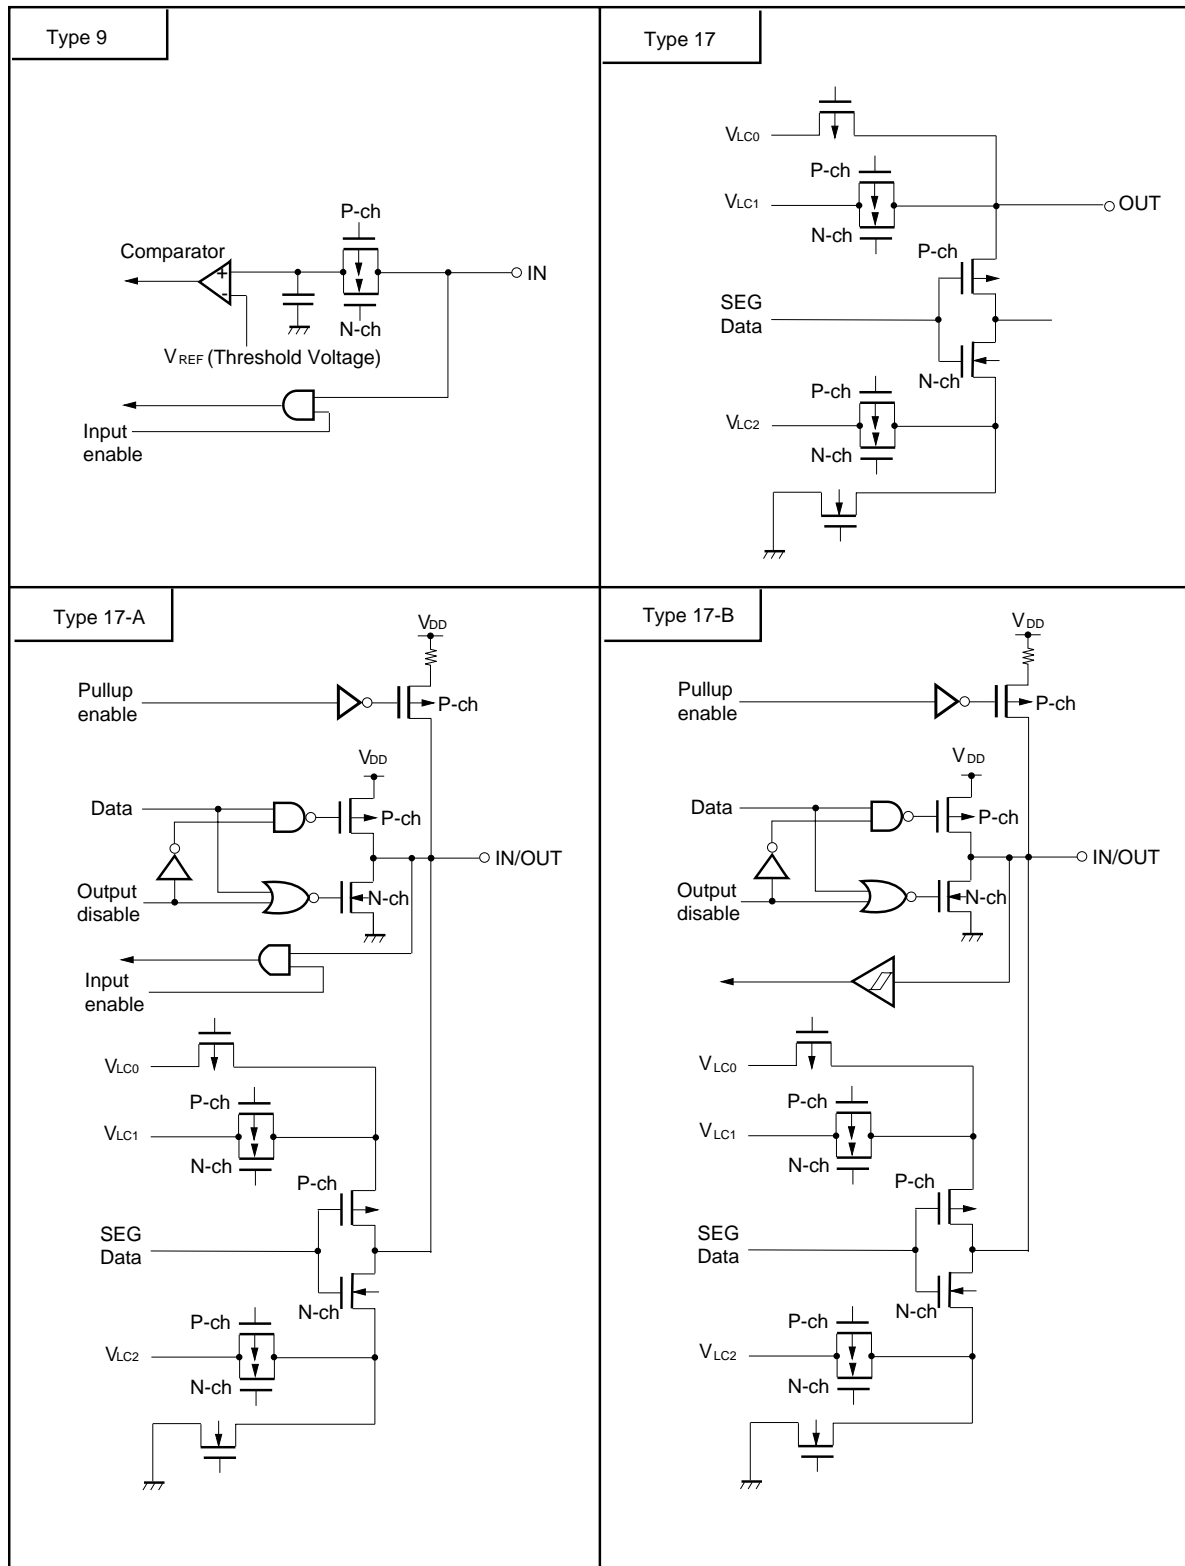 Type 9
P-ch
Comparator
+
IN
-
N-ch
VREF (Threshold Voltage)
Input
enable
Type 17
VLC0
P-ch
VLC1
OUT
N-ch
P-ch
SEG
Data
N-ch
P-ch
VLC2
N-ch
Type 17-A
VDD
Pullup
enable
P-ch
VDD
Data
P-ch
IN/OUT
Output
disable
N-ch
Input
enable
VLC0
P-ch
VLC1
N-ch
P-ch
SEG
Data
N-ch
P-ch
VLC2
N-ch
Type 17-B
VDD
Pullup
enable
P-ch
VDD
Data
P-ch
IN/OUT
Output
disable
N-ch
VLC0
P-ch
VLC1
N-ch
P-ch
SEG
Data
N-ch
P-ch
VLC2
N-ch